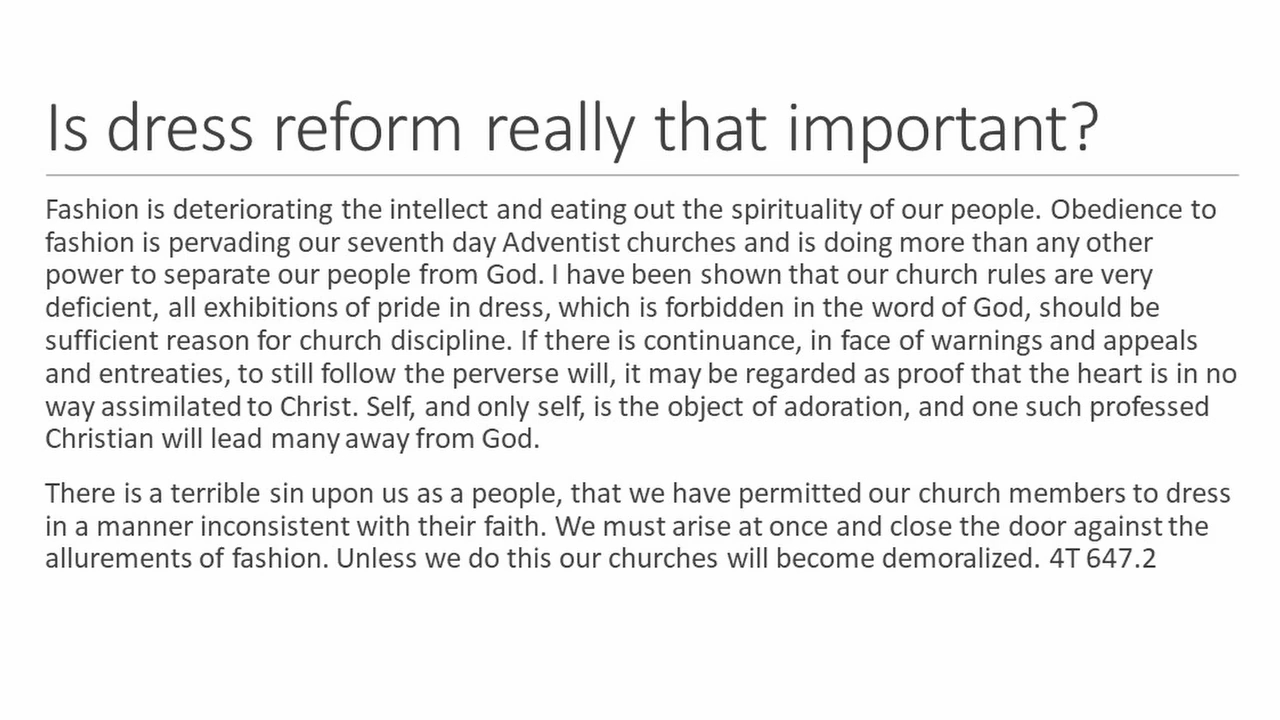 Is dress reform really that important?
Fashion is deteriorating the intellect and eating out the spirituality of our people. Obedience to
fashion is pervading our seventh day Adventist churches and is doing more than any other
power to separate our people from God. I have been shown that our church rules are very
deficient, all exhibitions of pride in dress, which is forbidden in the word of God, should be
sufficient reason for church discipline. If there is continuance, in face of warnings and appeals
and entreaties, to still follow the perverse will, it may be regarded as proof that the heart is in no
way assimilated to Christ. Self, and only self, is the object of adoration, and one such professed
Christian will lead many away from God.
There is a terrible sin upon us as a people, that we have permitted our church members to dress
in a manner inconsistent with their faith. We must arise at once and close the door against the
allurements of fashion. Unless we do this our churches will become demoralized. 4T 647.2